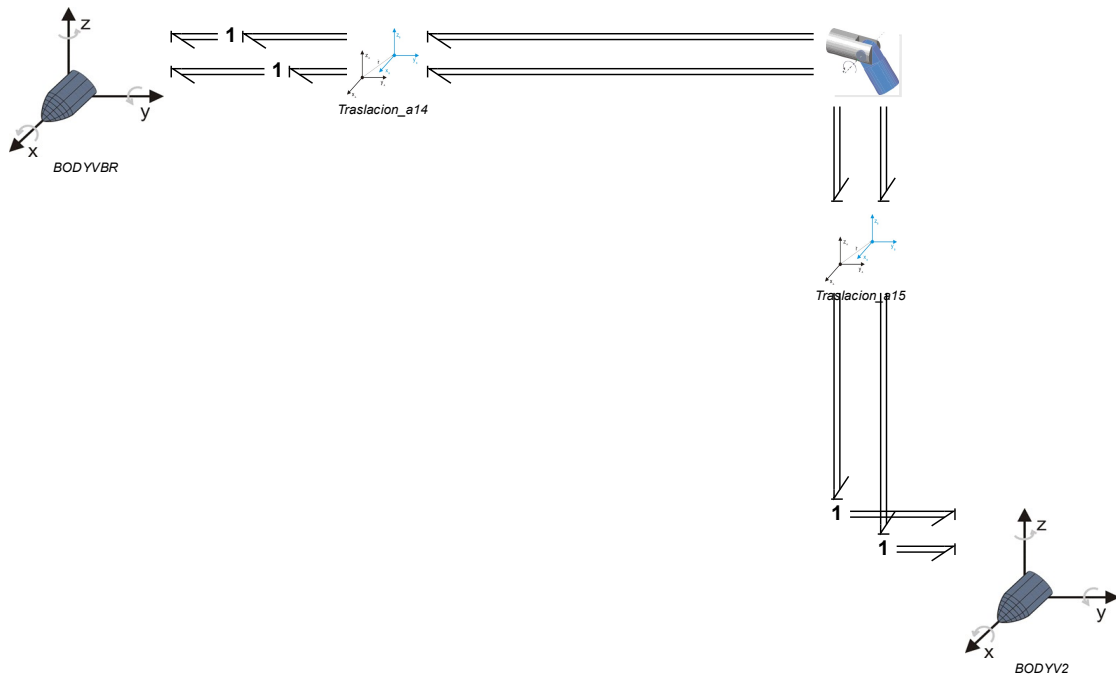 z
y
x
BODYVBR
1
1
Traslacion_a14
Traslacion_a15
1
1
z
y
x
BODYV2